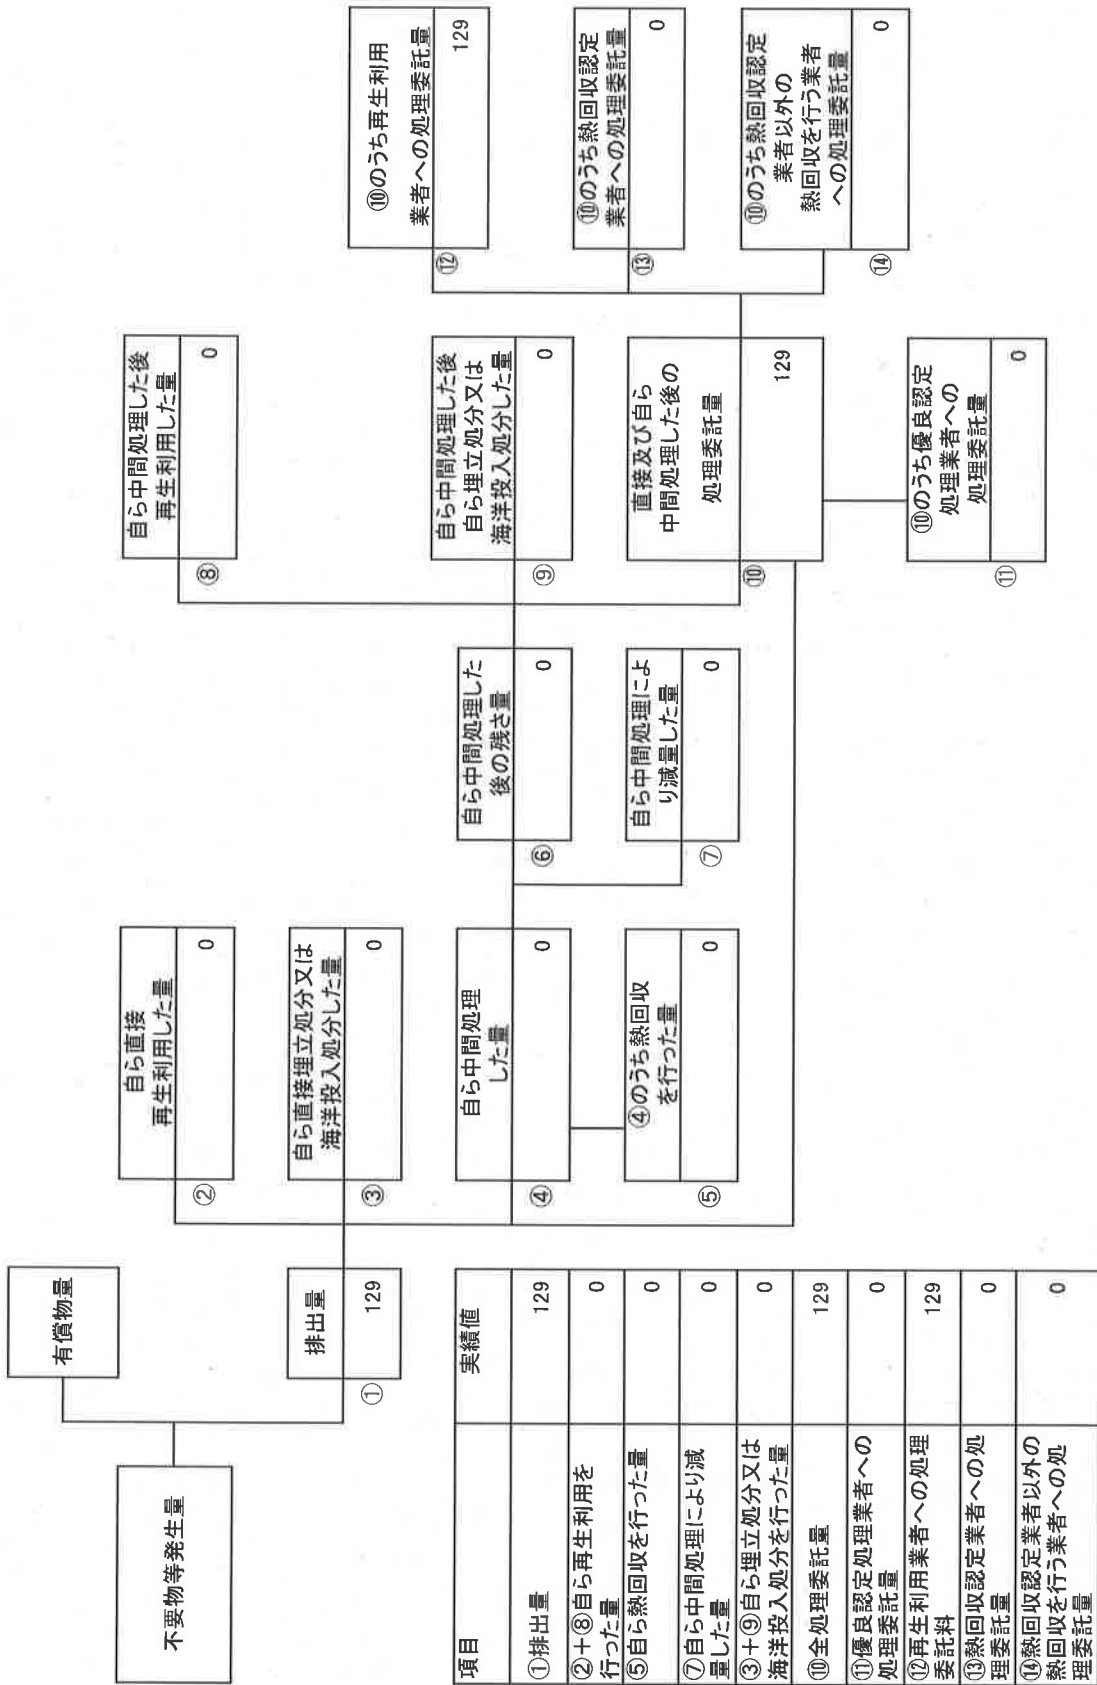 不要物等発生量
有償物量
排出量
①
129
自ら直接
再生利用した量
②
0
自ら直接埋立処分又は
海洋投入処分した量
③
0
自ら中間処理
した量
④
0
④のうち熱回収
を行った量
⑤
0
自ら中間処理した
後の残さ量
⑥
0
自ら中間処理によ
り減量した量
⑦
0
自ら中間処理した後
再生利用した量
⑧
0
自ら中間処理した後
自ら埋立処分又は
海洋投入処分した量
⑨
0
直接及び自ら
中間処理した後の
処理委託量
⑩
129
⑩のうち優良認定
処理業者への
処理委託量
⑪
0
⑩のうち再生利用
業者への処理委託量
⑫
129
⑩のうち熱回収認定
業者への処理委託量
⑬
0
⑩のうち熱回収認定
業者以外の
熱回収を行う業者
への処理委託量
⑭
0
項目 実績値
①排出量 129
②+⑧自ら再生利用を
行った量 0
⑤自ら熱回収を行った量 0
⑦自ら中間処理により減
量した量 0
③+⑨自ら埋立処分又は
海洋投入処分を行った量 0
⑩全処理委託量 129
⑪優良認定処理業者への
処理委託量 0
⑫再生利用業者への処理
委託料 129
⑬熱回収認定業者への処
理委託量 0
⑭熱回収認定業者以外の
熱回収を行う業者への処
理委託量 0